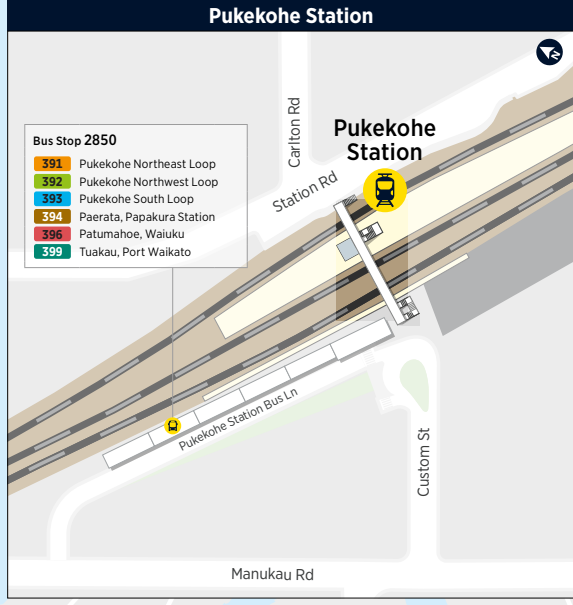 Pukekohe Station
N
Carlton Rd
Pukekohe
Station
Station Rd
Bus Stop 2850
391 Pukekohe Northeast Loop
392 Pukekohe Northwest Loop
393 Pukekohe South Loop
394 Paerata, Papakura Station
396 Patumahoe, Waiuku
399 Tuakau, Port Waikato
Pukekohe Station Bus Ln
Custom St
Manukau Rd